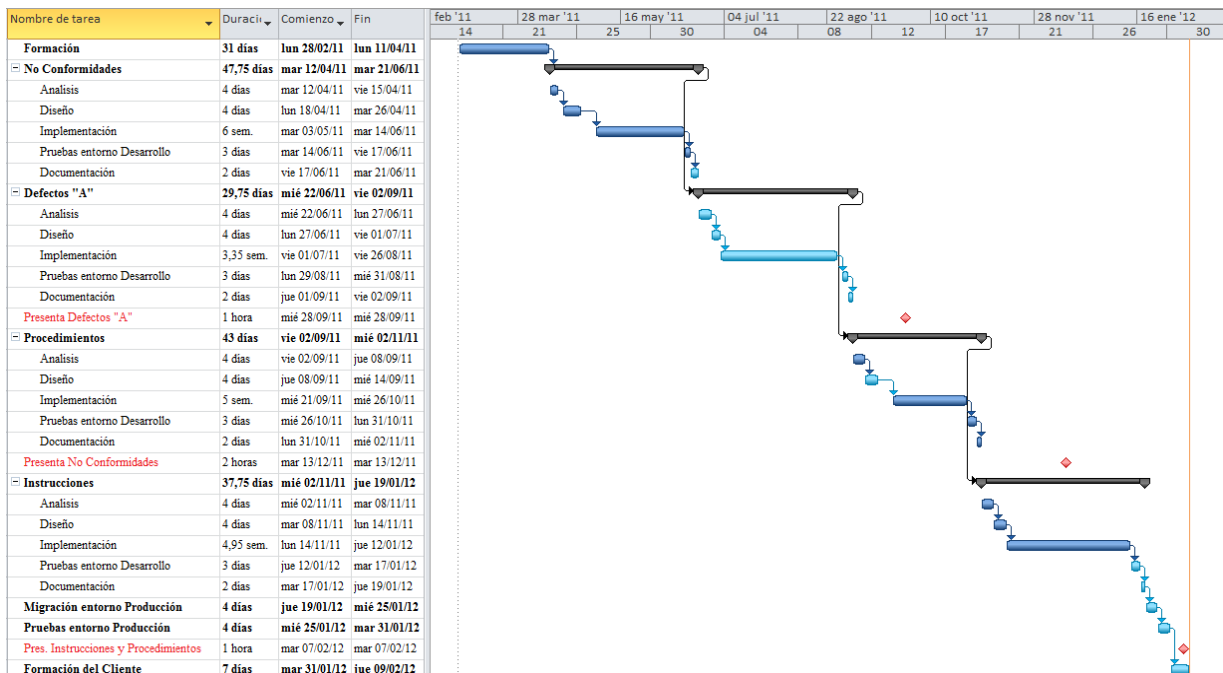 Nombre de tarea Duració Comienzo Fin feb '11 28 mar '11 16 may '11 04 jul '11 22 ago '11 10 oct '11 28 nov '11 16 ene '12
14 21 25 30 04 08 12 17 21 26 30
Formación 31 días lun 28/02/11 lun 11/04/11
No Conformidades 47,75 días mar 12/04/11 mar 21/06/11
Analisis 4 días mar 12/04/11 vie 15/04/11
Diseño 4 días lun 18/04/11 mar 26/04/11
Implementación 6 sem. mar 03/05/11 mar 14/06/11
Pruebas entorno Desarrollo 3 días mar 14/06/11 vie 17/06/11
Documentación 2 días vie 17/06/11 mar 21/06/11
Defectos "A" 29,75 días mié 22/06/11 vie 02/09/11
Analisis 4 días mié 22/06/11 lun 27/06/11
Diseño 4 días lun 27/06/11 vie 01/07/11
Implementación 3,35 sem. vie 01/07/11 vie 26/08/11
Pruebas entorno Desarrollo 3 días lun 29/08/11 mié 31/08/11
Documentación 2 días jue 01/09/11 vie 02/09/11
Presenta Defectos "A" 1 hora mié 28/09/11 mié 28/09/11
Procedimientos 43 días vie 02/09/11 mié 02/11/11
Analisis 4 días vie 02/09/11 jue 08/09/11
Diseño 4 días jue 08/09/11 mié 14/09/11
Implementación 5 sem. mié 21/09/11 mié 26/10/11
Pruebas entorno Desarrollo 3 días mié 26/10/11 lun 31/10/11
Documentación 2 días lun 31/10/11 mié 02/11/11
Presenta No Conformidades 2 horas mar 13/12/11 mar 13/12/11
Instrucciones 37,75 días mié 02/11/11 jue 19/01/12
Analisis 4 días mié 02/11/11 mar 08/11/11
Diseño 4 días mar 08/11/11 lun 14/11/11
Implementación 4,95 sem. lun 14/11/11 jue 12/01/12
Pruebas entorno Desarrollo 3 días jue 12/01/12 mar 17/01/12
Documentación 2 días mar 17/01/12 jue 19/01/12
Migración entorno Producción 4 días jue 19/01/12 mié 25/01/12
Pruebas entorno Producción 4 días mié 25/01/12 mar 31/01/12
Pres. Instrucciones y Procedimientos 1 hora mar 07/02/12 mar 07/02/12
Formación del Cliente 7 días mar 31/01/12 jue 09/02/12